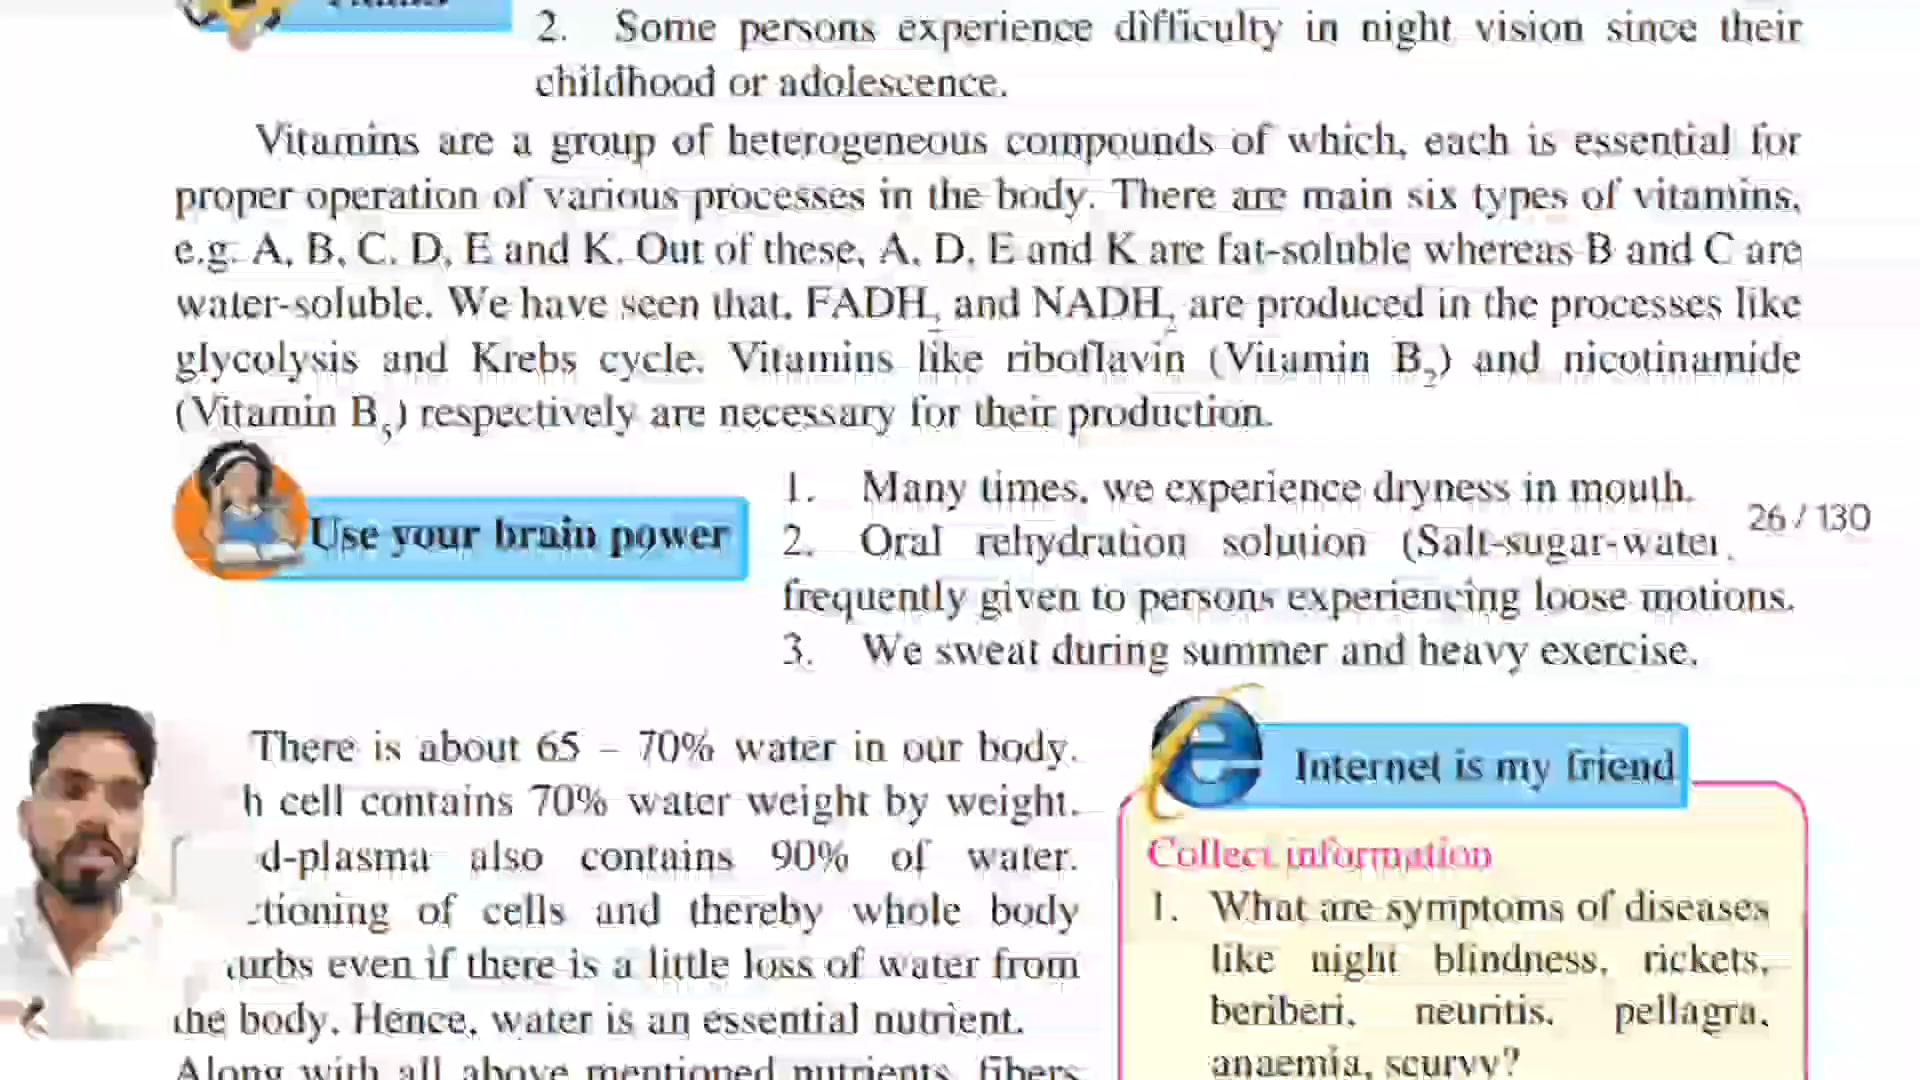 2. Some persons experience difficulty in night vision since their
childhood or adolescence.
Vitamins are a group of heterogeneous compounds of which, each is essential for
proper operation of various processes in the body. There are main six types of vitamins,
e.g. A, B, C, D, E and K. Out of these, A, D, E and K are fat-soluble whereas B and C are
water-soluble. We have seen that, FADH₂ and NADH₂ are produced in the processes like
glycolysis and Krebs cycle. Vitamins like riboflavin (Vitamin B₂) and nicotinamide
(Vitamin B₃) respectively are necessary for their production.
Use your brain power
1. Many times, we experience dryness in mouth.
2. Oral rehydration solution (Salt-sugar-water
frequently given to persons experiencing loose motions.
3. We sweat during summer and heavy exercise.
26 / 130
There is about 65 – 70% water in our body.
h cell contains 70% water weight by weight.
d-plasma also contains 90% of water.
tioning of cells and thereby whole body
urbs even if there is a little loss of water from
the body. Hence, water is an essential nutrient.
Along with all above mentioned nutrients, fibers
Internet is my friend
Collect information
1. What are symptoms of diseases
like night blindness, rickets,
beriberi, neuritis, pellagra,
anaemia, scurvy?